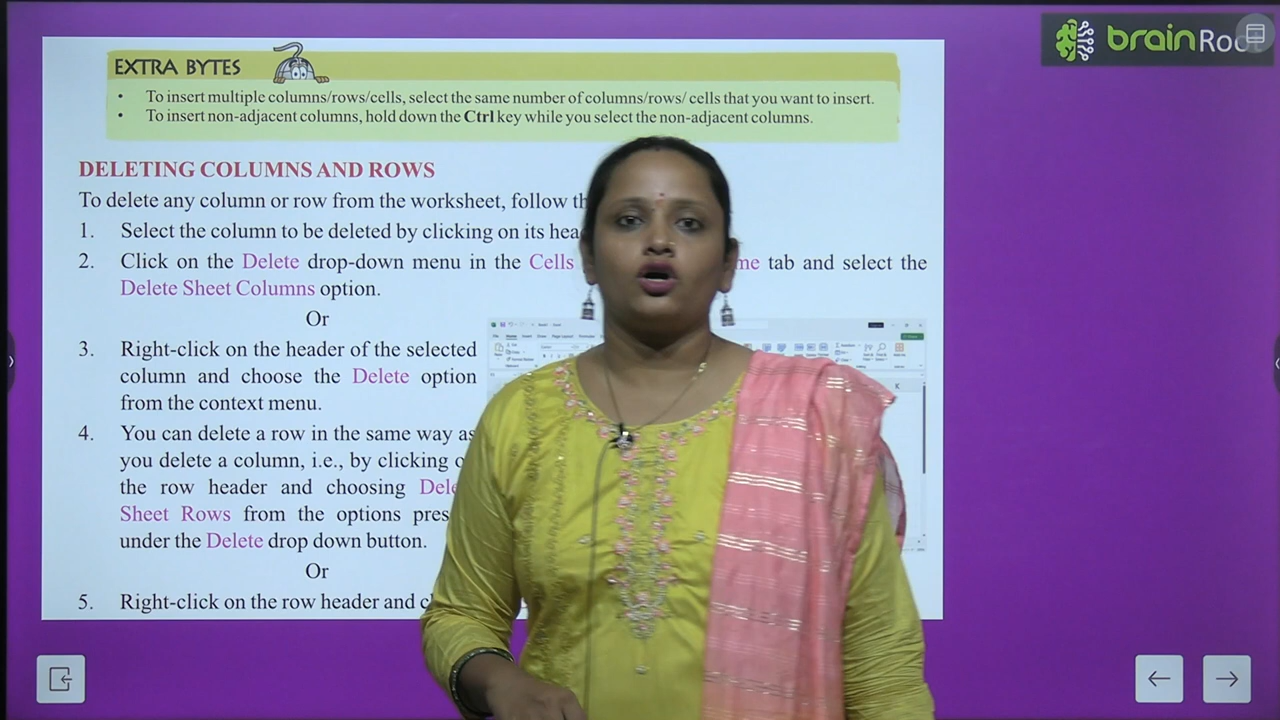 brainRoot
EXTRA BYTES
• To insert multiple columns/rows/cells, select the same number of columns/rows/ cells that you want to insert.
• To insert non-adjacent columns, hold down the Ctrl key while you select the non-adjacent columns.
DELETING COLUMNS AND ROWS
To delete any column or row from the worksheet, follow th
1. Select the column to be deleted by clicking on its hea
2. Click on the Delete drop-down menu in the Cells me tab and select the
Delete Sheet Columns option.
Or
3. Right-click on the header of the selected
column and choose the Delete option
from the context menu.
4. You can delete a row in the same way as
you delete a column, i.e., by clicking o
the row header and choosing Dele
Sheet Rows from the options pres
under the Delete drop down button.
Or
5. Right-click on the row header and c
K